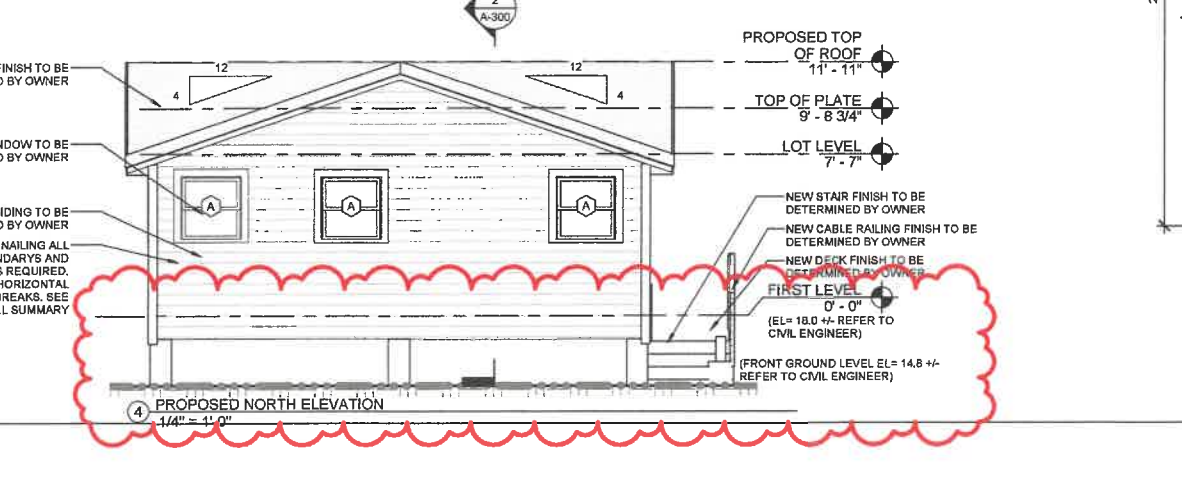 2
A-300
PROPOSED TOP
OF ROOF
11' - 11"
FINISH TO BE
D BY OWNER
12
4
12
4
TOP OF PLATE
9' - 8 3/4"
NDOW TO BE
D BY OWNER
LOT LEVEL
7' - 7"
A
A
A
IDING TO BE
D BY OWNER
NAILING ALL
NDARYS AND
S REQUIRED.
HORIZONTAL
REAKS. SEE
L SUMMARY
NEW STAIR FINISH TO BE
DETERMINED BY OWNER
NEW CABLE RAILING FINISH TO BE
DETERMINED BY OWNER
NEW DECK FINISH TO BE
DETERMINED BY OWNER
FIRST LEVEL
0' - 0"
(EL= 18.0 +/- REFER TO
CIVIL ENGINEER)
(FRONT GROUND LEVEL EL= 14.8 +/-
REFER TO CIVIL ENGINEER)
4
PROPOSED NORTH ELEVATION
1/4" = 1'-0"